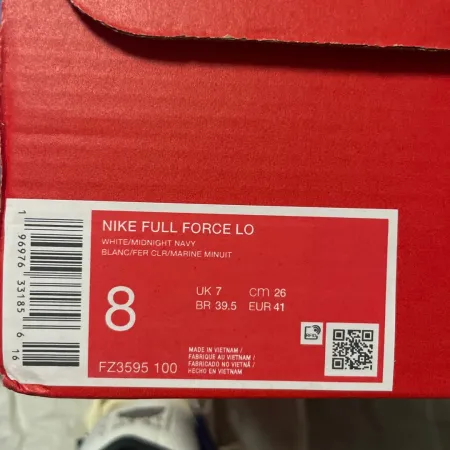 NIKE FULL FORCE LO
WHITE/MIDNIGHT NAVY
BLANC/FER CLR/MARINE MINUIT
8
UK 7 cm 26
BR 39.5 EUR 41
FZ3595 100
MADE IN VIETNAM /
FABRIQUÉ AU VIETNAM /
FABRICADO NO VIETNÃ /
HECHO EN VIETNAM
1 96976 33185 6 16